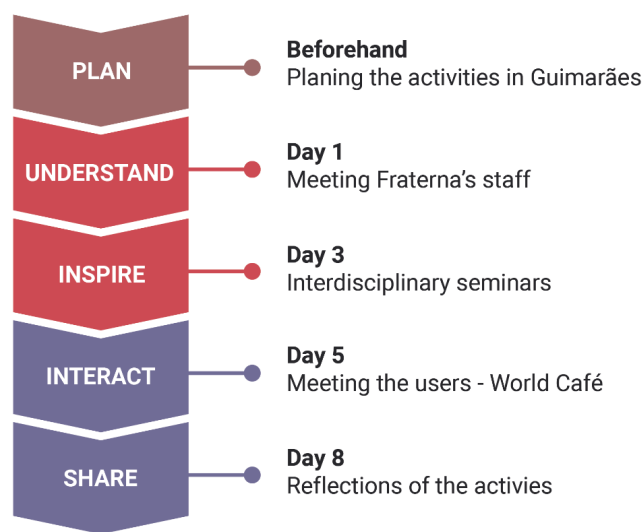 PLAN
Beforehand
Planing the activities in Guimarães
UNDERSTAND
Day 1
Meeting Fraterna's staff
INSPIRE
Day 3
Interdisciplinary seminars
INTERACT
Day 5
Meeting the users - World Café
SHARE
Day 8
Reflections of the activies